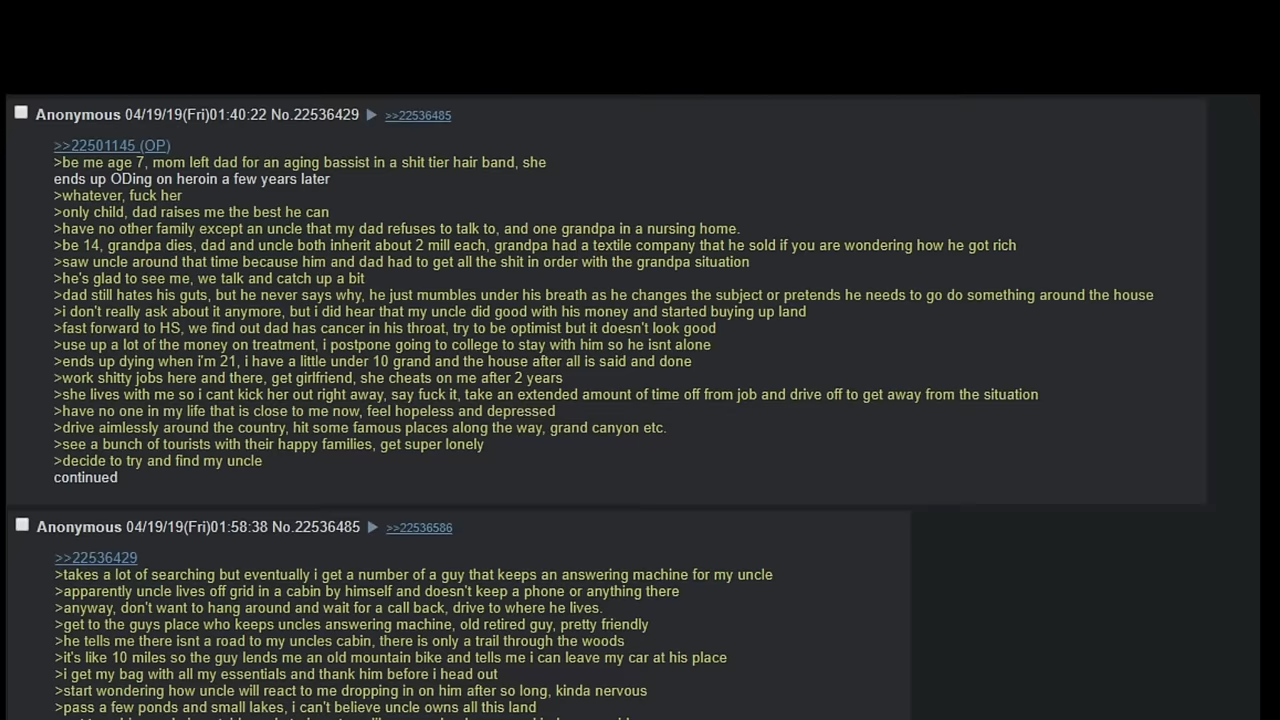 Anonymous 04/19/19(Fri)01:40:22 No.22536429 ▶ >>22536485
>>22501145 (OP)
>be me age 7, mom left dad for an aging bassist in a shit tier hair band, she
ends up ODing on heroin a few years later
>whatever, fuck her
>only child, dad raises me the best he can
>have no other family except an uncle that my dad refuses to talk to, and one grandpa in a nursing home.
>be 14, grandpa dies, dad and uncle both inherit about 2 mill each, grandpa had a textile company that he sold if you are wondering how he got rich
>saw uncle around that time because him and dad had to get all the shit in order with the grandpa situation
>he's glad to see me, we talk and catch up a bit
>dad still hates his guts, but he never says why, he just mumbles under his breath as he changes the subject or pretends he needs to go do something around the house
>i don't really ask about it anymore, but i did hear that my uncle did good with his money and started buying up land
>fast forward to HS, we find out dad has cancer in his throat, try to be optimist but it doesn't look good
>use up a lot of the money on treatment, i postpone going to college to stay with him so he isnt alone
>ends up dying when i'm 21, i have a little under 10 grand and the house after all is said and done
>work shitty jobs here and there, get girlfriend, she cheats on me after 2 years
>she lives with me so i cant kick her out right away, say fuck it, take an extended amount of time off from job and drive off to get away from the situation
>have no one in my life that is close to me now, feel hopeless and depressed
>drive aimlessly around the country, hit some famous places along the way, grand canyon etc.
>see a bunch of tourists with their happy families, get super lonely
>decide to try and find my uncle
continued
Anonymous 04/19/19(Fri)01:58:38 No.22536485 ▶ >>22536586
>>22536429
>takes a lot of searching but eventually i get a number of a guy that keeps an answering machine for my uncle
>apparently uncle lives off grid in a cabin by himself and doesn't keep a phone or anything there
>anyway, don't want to hang around and wait for a call back, drive to where he lives.
>get to the guys place who keeps uncles answering machine, old retired guy, pretty friendly
>he tells me there isnt a road to my uncles cabin, there is only a trail through the woods
>it's like 10 miles so the guy lends me an old mountain bike and tells me i can leave my car at his place
>i get my bag with all my essentials and thank him before i head out
>start wondering how uncle will react to me dropping in on him after so long, kinda nervous
>pass a few ponds and small lakes, i can't believe uncle owns all this land